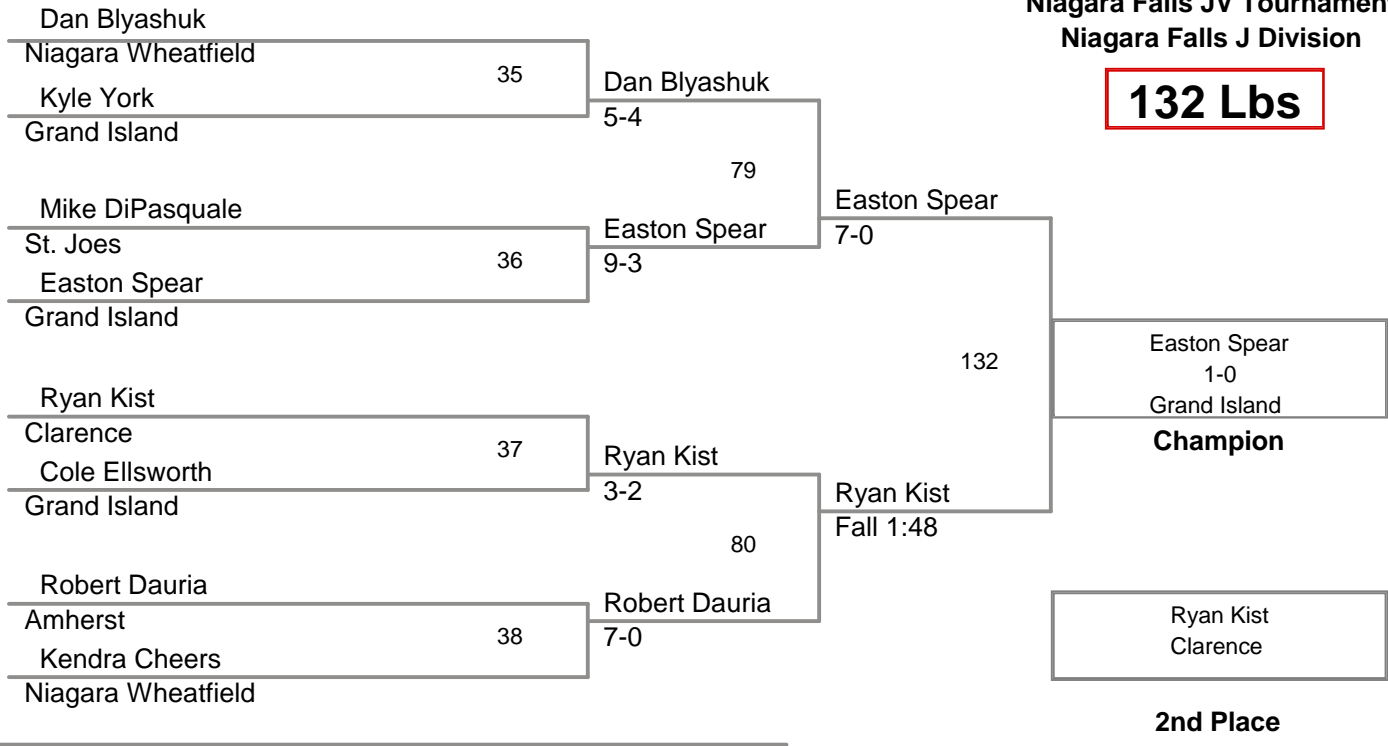 Niagara Falls JV Tournament
Niagara Falls J Division
132 Lbs
Dan Blyashuk
Niagara Wheatfield
35
Kyle York
Grand Island
Dan Blyashuk
5-4
79
Mike DiPasquale
St. Joes
36
Easton Spear
Grand Island
Easton Spear
9-3
Easton Spear
7-0
132
Ryan Kist
Clarence
37
Cole Ellsworth
Grand Island
Ryan Kist
3-2
80
Robert Dauria
Amherst
38
Kendra Cheers
Niagara Wheatfield
Robert Dauria
7-0
Ryan Kist
Fall 1:48
Easton Spear
1-0
Grand Island
Champion
Ryan Kist
Clarence
2nd Place